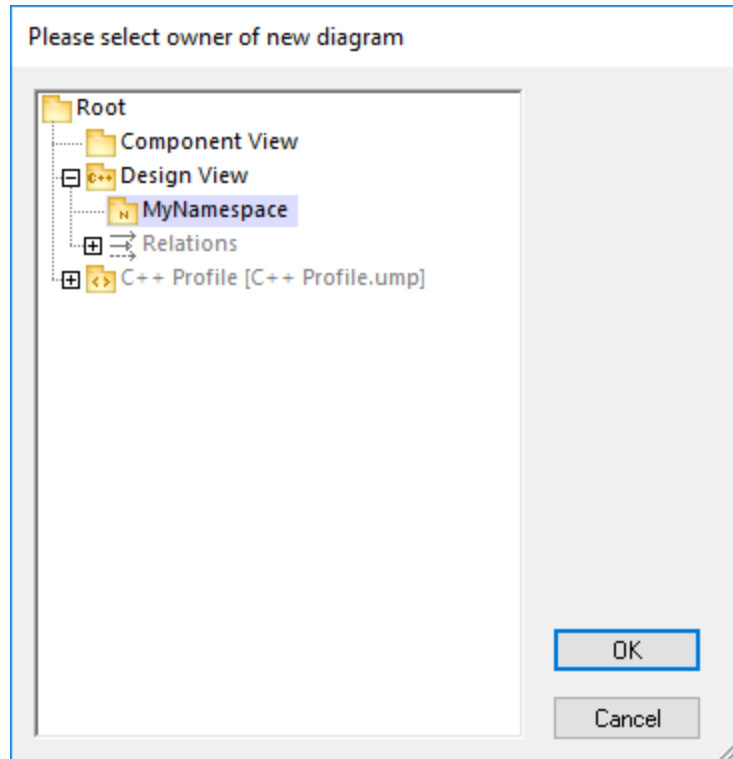 Please select owner of new diagram
Root
Component View
C++ Design View
N MyNamespace
Relations
C++ Profile [C++ Profile.ump]
OK
Cancel